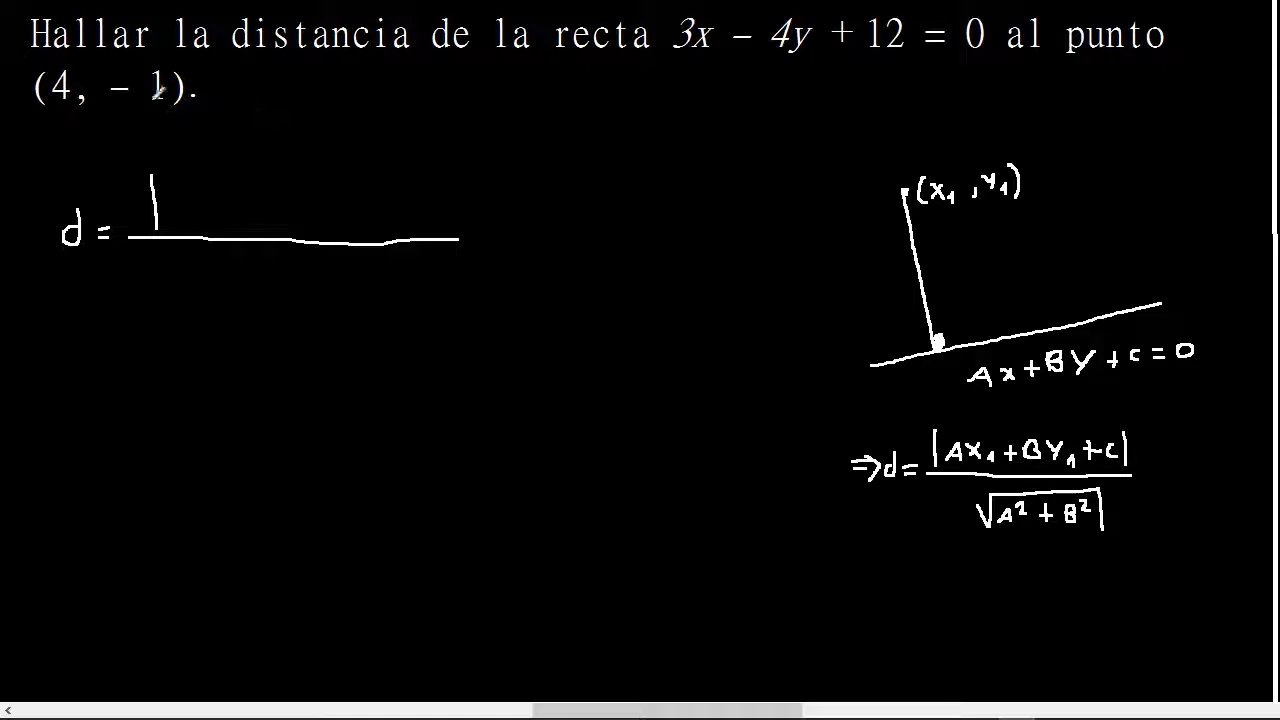 Hallar la distancia de la recta 3x − 4y + 12 = 0 al punto
(4, − 1).
d =
(x₁ , y₁)
Ax + By + C = 0
⇒ d = |Ax₁ + By₁ + C|
√A² + B²